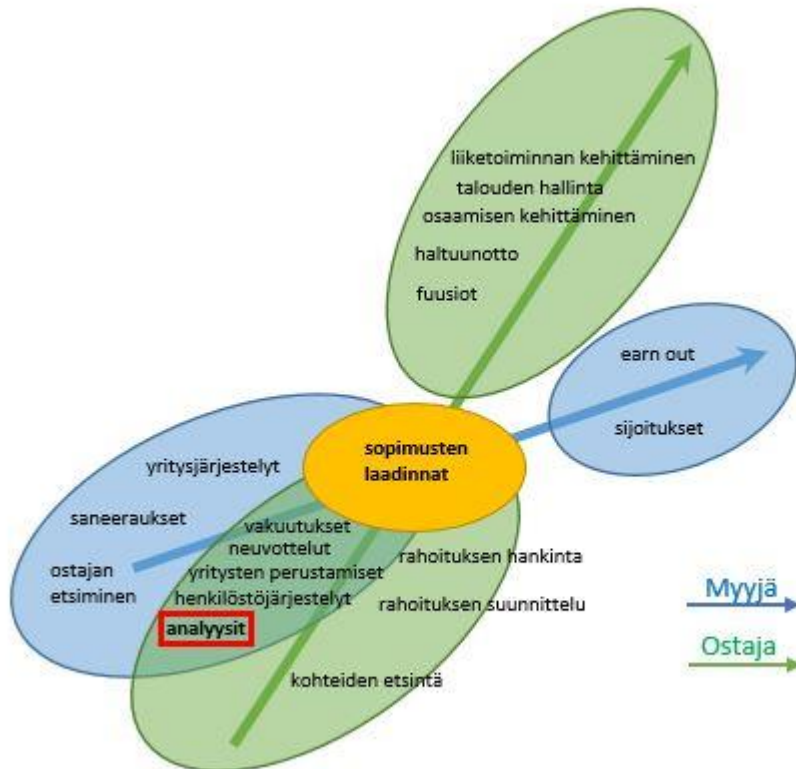 liiketoiminnan kehittäminen
talouden hallinta
osaamisen kehittäminen
haltuunotto
fuusiot
earn out
sijoitukset
sopimusten
laadinnat
yritysjärjestelyt
saneeraukset
ostajan
etsiminen
vakuutukset
neuvottelut
yritysten perustamiset
henkilöstöjärjestelyt
analyysit
rahoituksen hankinta
rahoituksen suunnittelu
kohteiden etsintä
Myyjä
Ostaja